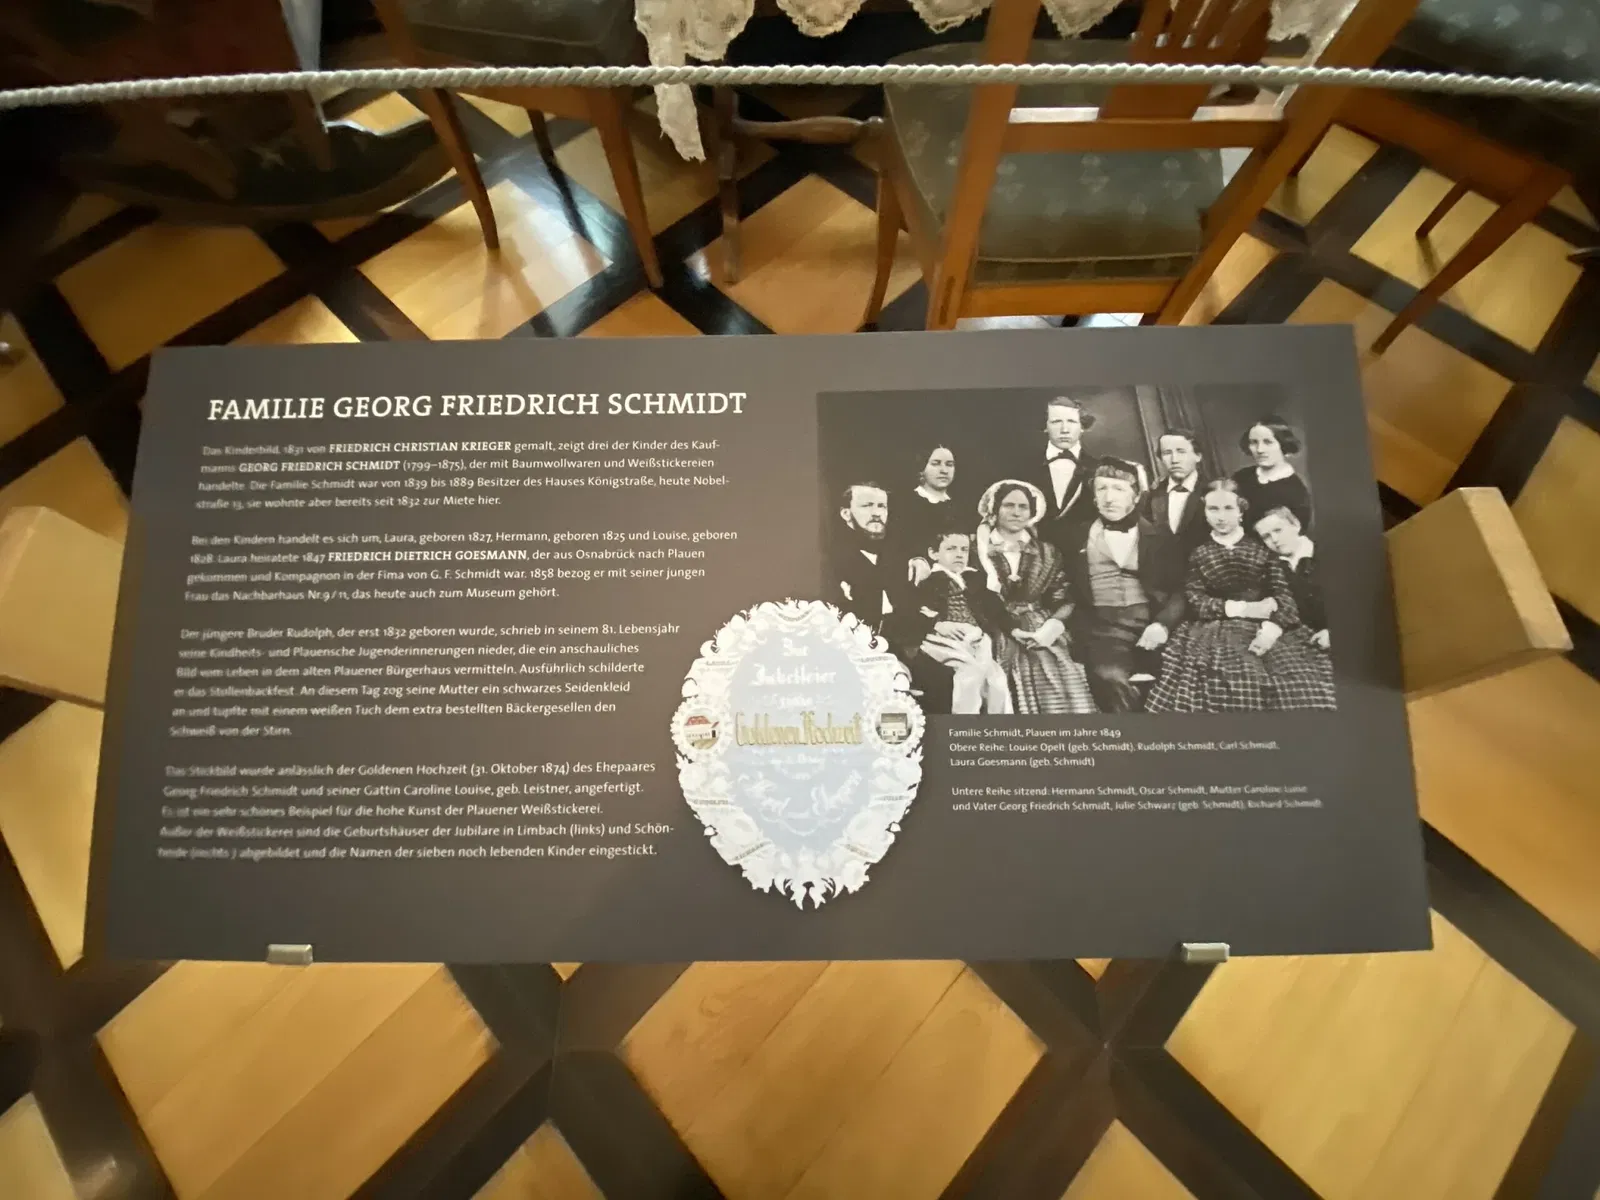 FAMILIE GEORG FRIEDRICH SCHMIDT
Das Kinderbild, 1831 von FRIEDRICH CHRISTIAN KRIEGER gemalt, zeigt drei der Kinder des Kauf-
manns GEORG FRIEDRICH SCHMIDT (1799–1875), der mit Baumwollwaren und Weißstickereien
handelte. Die Familie Schmidt war von 1839 bis 1889 Besitzer des Hauses Königstraße, heute Nobel-
straße 13, sie wohnte aber bereits seit 1832 zur Miete hier.
Bei den Kindern handelt es sich um, Laura, geboren 1827, Hermann, geboren 1825 und Louise, geboren
1828. Laura heiratete 1847 FRIEDRICH DIETRICH GOESMANN, der aus Osnabrück nach Plauen
gekommen und Kompagnon in der Fima von G. F. Schmidt war. 1858 bezog er mit seiner jungen
Frau das Nachbarhaus Nr.9/11, das heute auch zum Museum gehört.
Der jüngere Bruder Rudolph, der erst 1832 geboren wurde, schrieb in seinem 81. Lebensjahr
seine Kindheits- und Plauensche Jugenderinnerungen nieder, die ein anschauliches
Bild vom Leben in dem alten Plauener Bürgerhaus vermitteln. Ausführlich schilderte
er das Stollenbackfest. An diesem Tag zog seine Mutter ein schwarzes Seidenkleid
an und tupfte mit einem weißen Tuch dem extra bestellten Bäckergesellen den
Schweiß von der Stirn.
Das Stickbild wurde anlässlich der Goldenen Hochzeit (31. Oktober 1874) des Ehepaares
Georg Friedrich Schmidt und seiner Gattin Caroline Louise, geb. Leistner, angefertigt.
Es ist ein sehr schönes Beispiel für die hohe Kunst der Plauener Weißstickerei.
Außer der Weißstickerei sind die Geburtshäuser der Jubilare in Limbach (links) und Schön-
heide (rechts ) abgebildet und die Namen der sieben noch lebenden Kinder eingestickt.
Zur
Jubelfeier
Goldenen Hochzeit
Familie Schmidt, Plauen im Jahre 1849
Obere Reihe: Louise Opelt (geb. Schmidt), Rudolph Schmidt, Carl Schmidt,
Laura Goesmann (geb. Schmidt)
Untere Reihe sitzend: Hermann Schmidt, Oscar Schmidt, Mutter Caroline Luise
und Vater Georg Friedrich Schmidt, Julie Schwarz (geb. Schmidt), Richard Schmidt